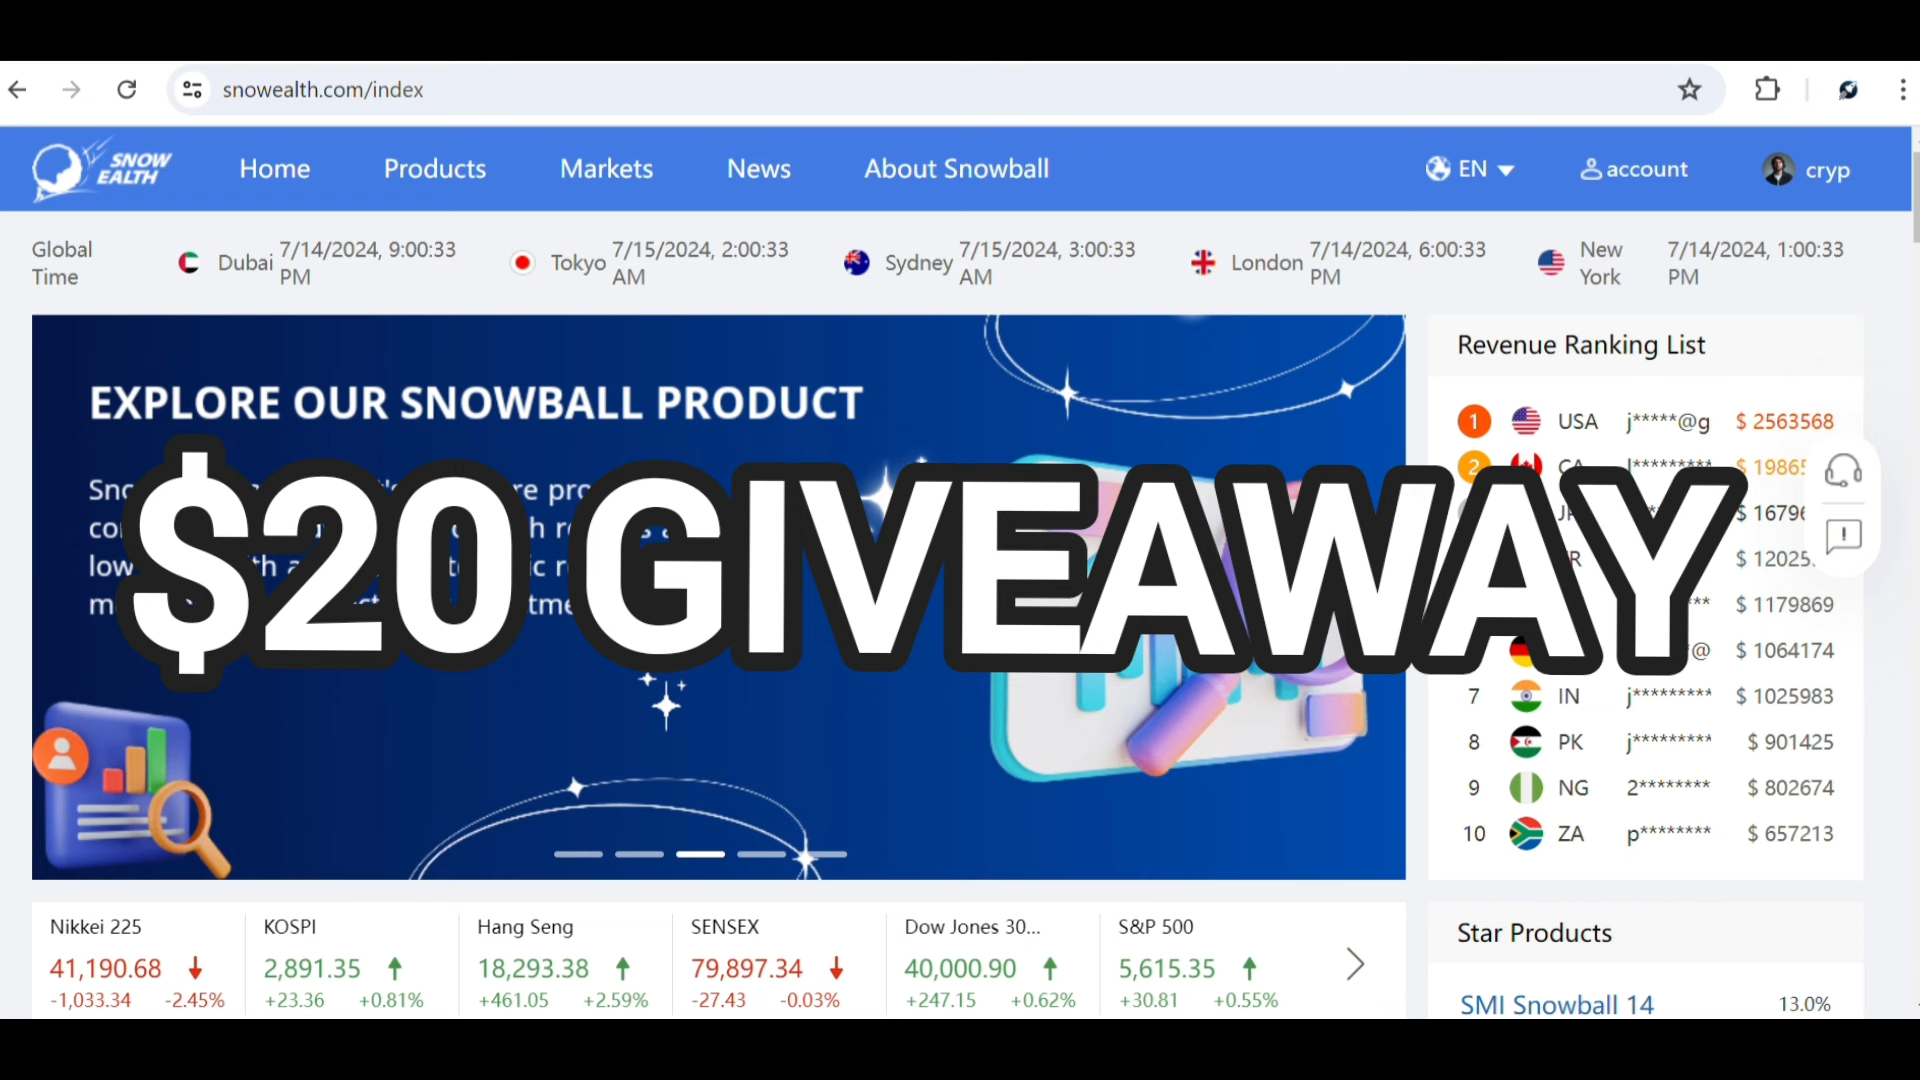 snowealth.com/index
SNOW
EALTH
Home
Products
Markets
News
About Snowball
EN
account
cryp
Global
Time
Dubai
7/14/2024, 9:00:33
PM
Tokyo
7/15/2024, 2:00:33
AM
Sydney
7/15/2024, 3:00:33
AM
London
7/14/2024, 6:00:33
PM
New
York
7/14/2024, 1:00:33
PM
EXPLORE OUR SNOWBALL PRODUCT
$20 GIVEAWAY
Revenue Ranking List
1 USA j*****@g $ 2563568
2 CA
$ 1179869
$ 1064174
7 IN j********* $ 1025983
8 PK j********* $ 901425
9 NG 2******** $ 802674
10 ZA p******** $ 657213
Nikkei 225
41,190.68
-1,033.34 -2.45%
KOSPI
2,891.35
+23.36 +0.81%
Hang Seng
18,293.38
+461.05 +2.59%
SENSEX
79,897.34
-27.43 -0.03%
Dow Jones 30...
40,000.90
+247.15 +0.62%
S&P 500
5,615.35
+30.81 +0.55%
Star Products
SMI Snowball 14 13.0%